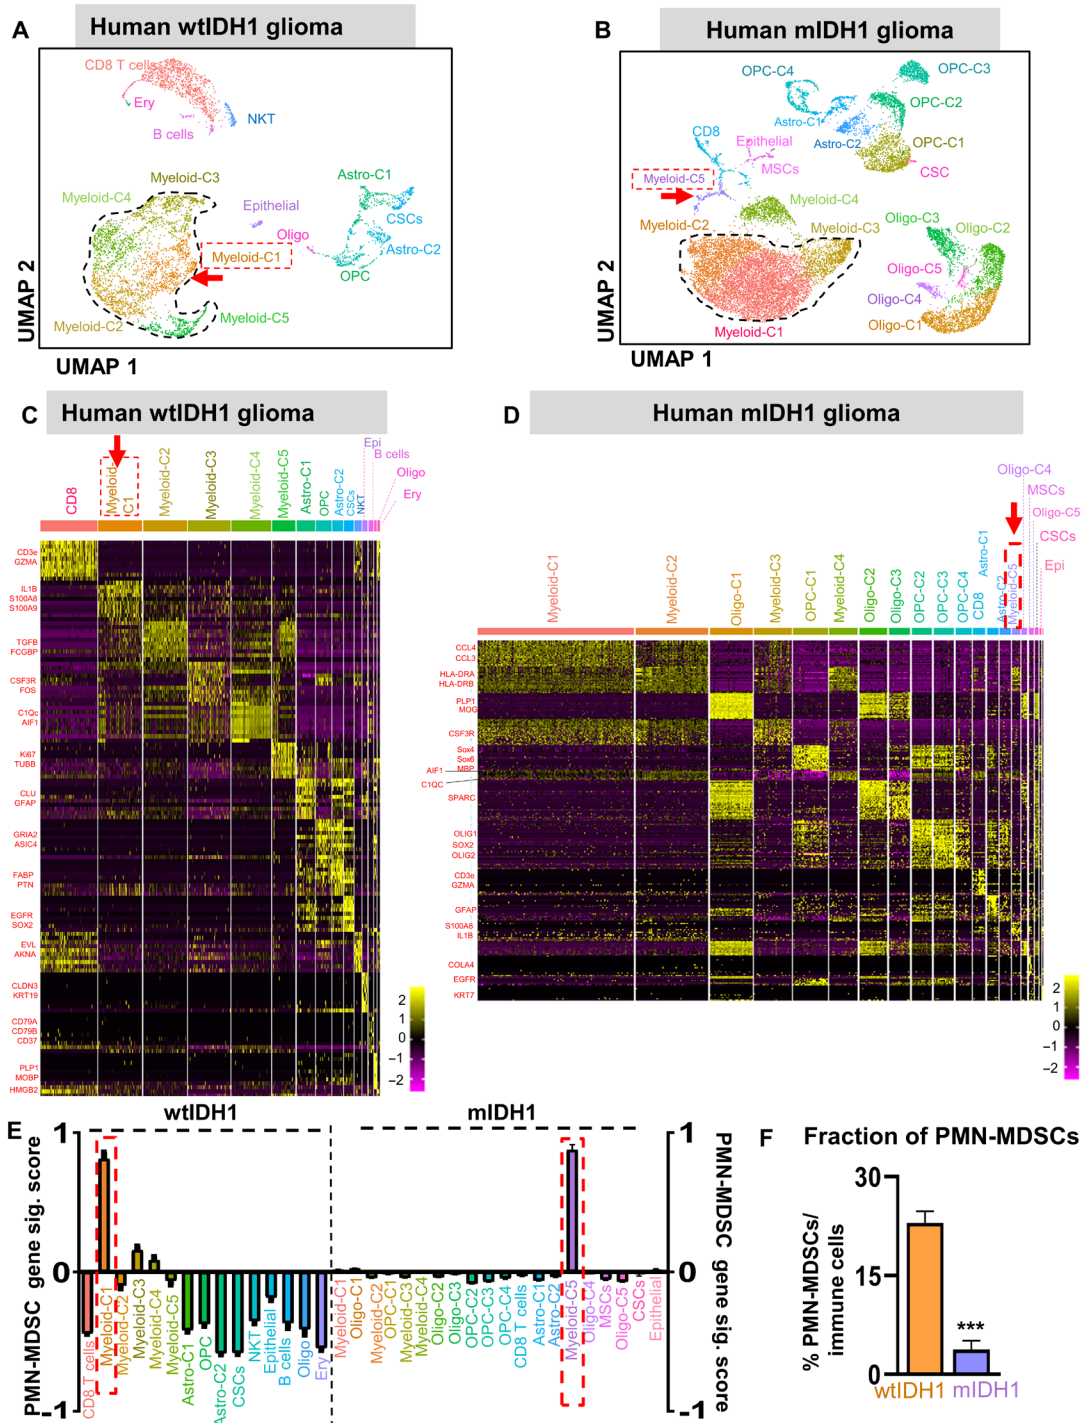 A
Human wtIDH1 glioma
CD8 T cells
Ery
B cells
NKT
Myeloid-C3
Myeloid-C4
Epithelial
Astro-C1
CSCs
Oligo
Astro-C2
Myeloid-C1
OPC
Myeloid-C2
Myeloid-C5
UMAP 2
UMAP 1
B
Human mIDH1 glioma
OPC-C4
OPC-C3
OPC-C2
Astro-C1
CD8
Epithelial
Astro-C2
OPC-C1
MSCs
CSC
Myeloid-C5
Myeloid-C4
Myeloid-C2
Myeloid-C3
Oligo-C3
Oligo-C2
Oligo-C5
Oligo-C4
Oligo-C1
Myeloid-C1
UMAP 2
UMAP 1
C
Human wtIDH1 glioma
CD8
Myeloid-
C1
Myeloid-C2
Myeloid-C3
Myeloid-C4
Myeloid-C5
Astro-C1
OPC
Astro-C2
CSCs
NKT
Epi
B cells
Oligo
Ery
CD3e
GZMA
IL1B
S100A8
S100A9
TGFB
FCGBP
CSF3R
FOS
C1Qc
AIF1
Ki67
TUBB
CLU
GFAP
GRIA2
ASIC4
FABP
PTN
EGFR
SOX2
EVL
AKNA
CLDN3
KRT19
CD79A
CD79B
CD37
PLP1
MOBP
HMGB2
2
1
0
−1
−2
D
Human mIDH1 glioma
Myeloid-C1
Myeloid-C2
Oligo-C1
Myeloid-C3
OPC-C1
Myeloid-C4
Oligo-C2
Oligo-C3
OPC-C2
OPC-C3
OPC-C4
CD8
Astro-C1
Astro-C2
Myeloid-C5
Oligo-C4
MSCs
Oligo-C5
CSCs
Epi
CCL4
CCL3
HLA-DRA
HLA-DRB
PLP1
MOG
CSF3R
Sox4
Sox6
MBP
AIF1
C1QC
SPARC
OLIG1
SOX2
OLIG2
CD3e
GZMA
GFAP
S100A8
IL1B
COLA4
EGFR
KRT7
2
1
0
−1
−2
E
wtIDH1
mIDH1
PMN-MDSC gene sig. score
1
0
-1
CD8 T cells
Myeloid-C1
Myeloid-C2
Myeloid-C3
Myeloid-C4
Myeloid-C5
Astro-C1
OPC
Astro-C2
CSCs
NKT
Epithelial
B cells
Oligo
Ery
Myeloid-C1
Oligo-C1
Myeloid-C2
OPC-C1
Myeloid-C3
Myeloid-C4
Oligo-C2
Oligo-C3
OPC-C2
OPC-C3
OPC-C4
CD8 T cells
Astro-C1
Astro-C2
Myeloid-C5
Oligo-C4
MSCs
Oligo-C5
CSCs
Epithelial
1
0
-1
PMN-MDSC gene sig. score
F
Fraction of PMN-MDSCs
% PMN-MDSCs/
immune cells
30
15
0
***
wtIDH1
mIDH1